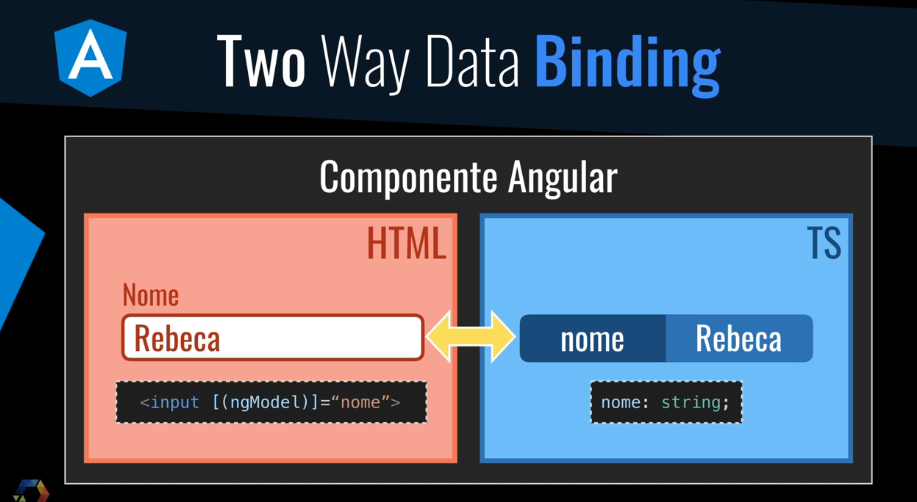 Two Way Data Binding
Componente Angular
HTML
Nome
Rebeca
<input [(ngModel)]=“nome”>
TS
nome Rebeca
nome: string;